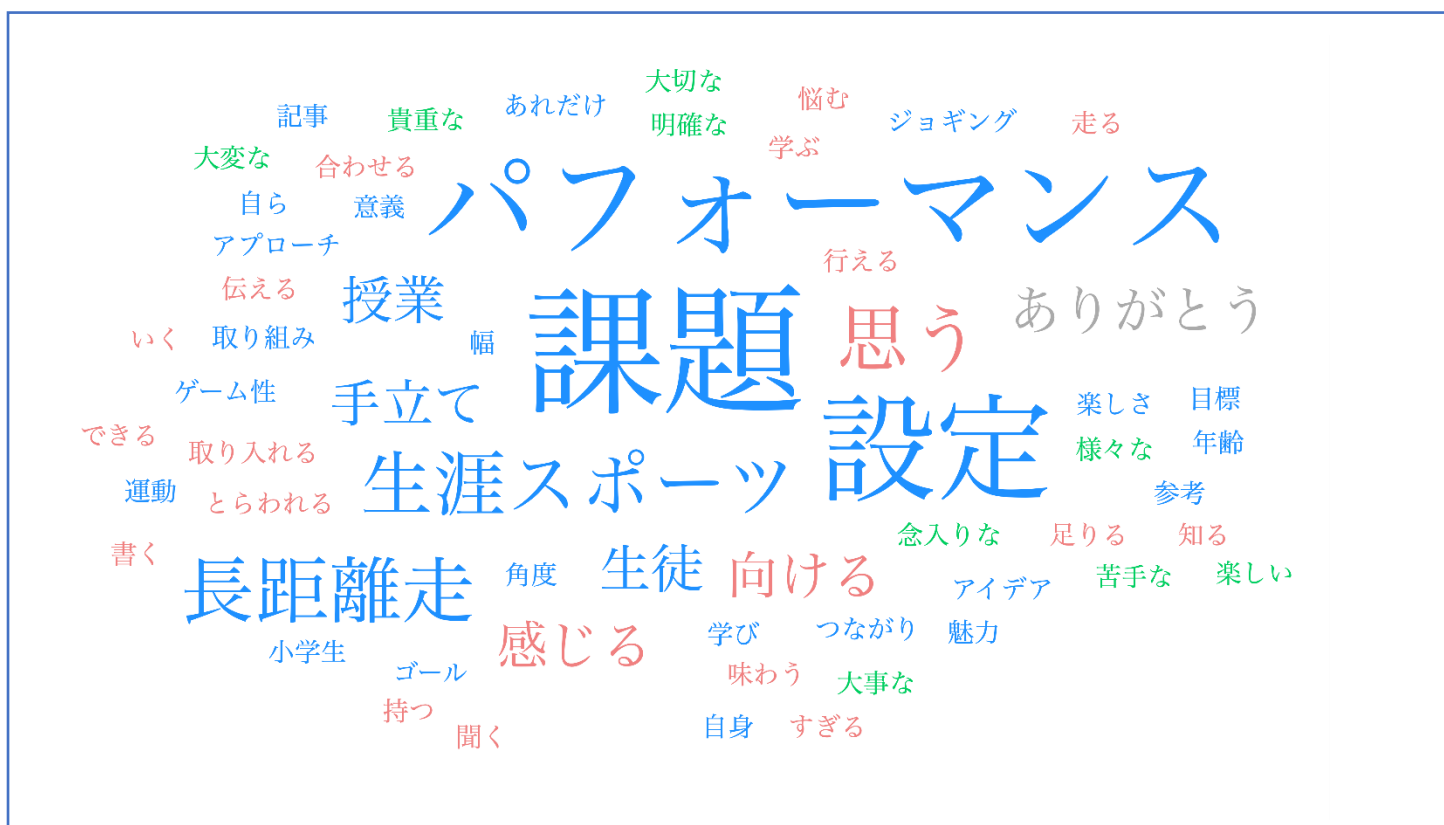 大切な
記事
貴重な
あれだけ
明確な
悩む
ジョギング
走る
大変な
合わせる
学ぶ
自ら
意義
パフォーマンス
アプローチ
行える
伝える
授業
課題
思う
ありがとう
いく
取り組み
幅
ゲーム性
手立て
設定
楽しさ
目標
できる
取り入れる
様々な
年齢
運動
とらわれる
生涯スポーツ
参考
書く
念入りな
足りる
知る
長距離走
角度
生徒
向ける
アイデア
苦手な
楽しい
小学生
感じる
学び
つながり
魅力
ゴール
味わう
大事な
持つ
聞く
自身
すぎる